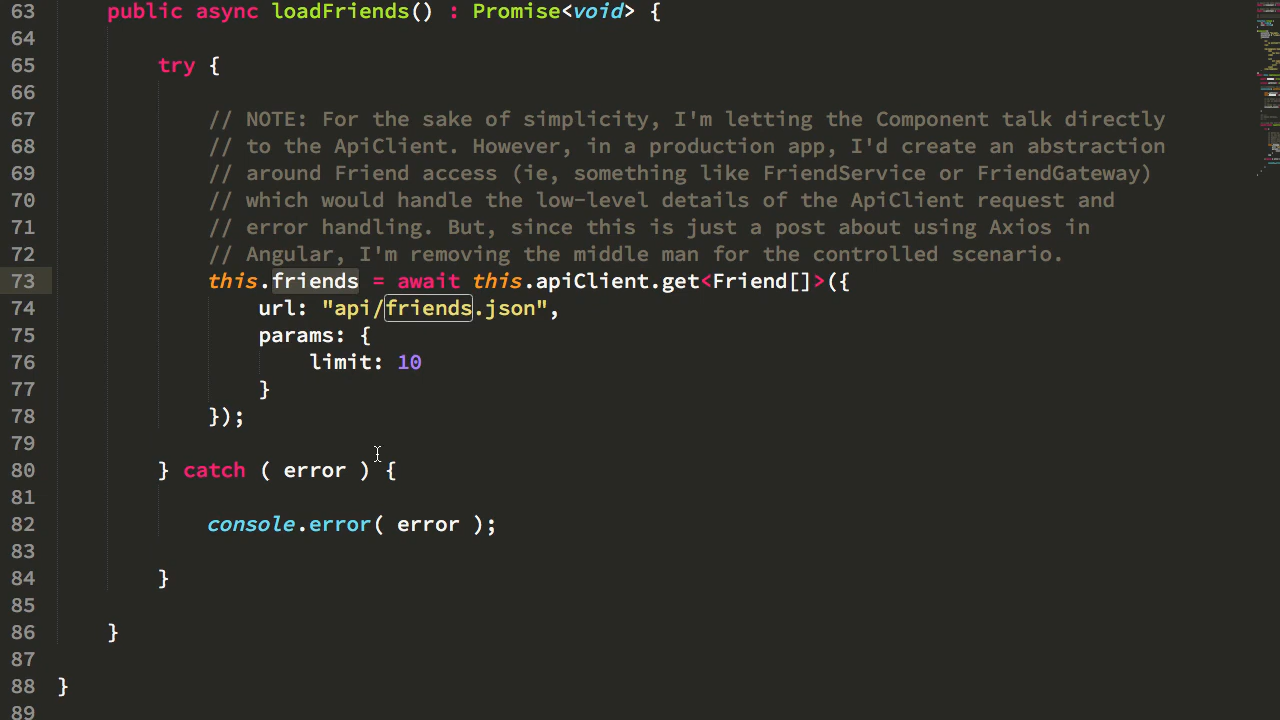 63 public async loadFriends() : Promise<void> {
64
65 try {
66
67 // NOTE: For the sake of simplicity, I'm letting the Component talk directly
68 // to the ApiClient. However, in a production app, I'd create an abstraction
69 // around Friend access (ie, something like FriendService or FriendGateway)
70 // which would handle the low-level details of the ApiClient request and
71 // error handling. But, since this is just a post about using Axios in
72 // Angular, I'm removing the middle man for the controlled scenario.
73 this.friends = await this.apiClient.get<Friend[]>({
74 url: "api/friends.json",
75 params: {
76 limit: 10
77 }
78 });
79
80 } catch ( error ) {
81
82 console.error( error );
83
84 }
85
86 }
87
88 }
89